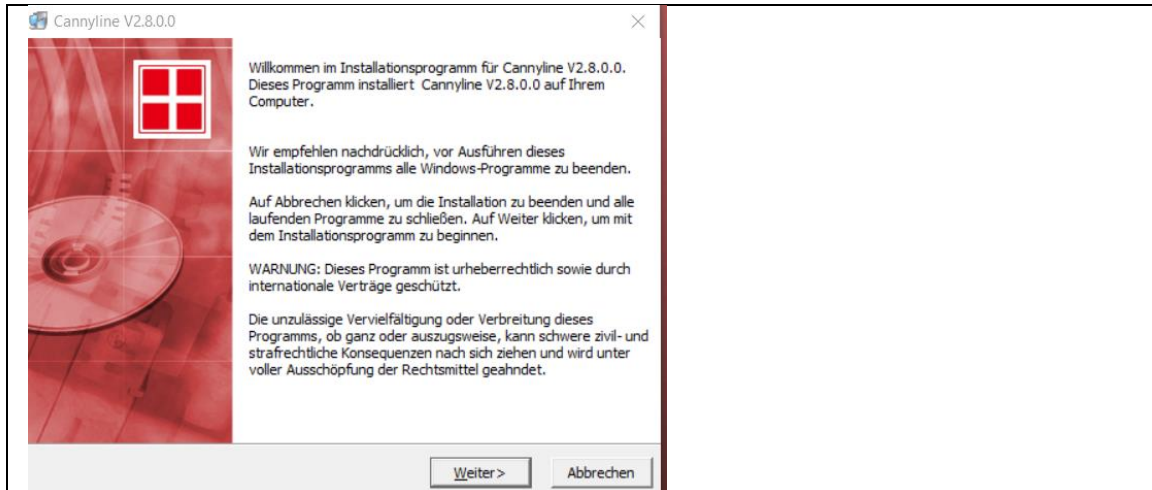 Cannyline V2.8.0.0
Willkommen im Installationsprogramm für Cannyline V2.8.0.0.
Dieses Programm installiert Cannyline V2.8.0.0 auf Ihrem
Computer.
Wir empfehlen nachdrücklich, vor Ausführen dieses
Installationsprogramms alle Windows-Programme zu beenden.
Auf Abbrechen klicken, um die Installation zu beenden und alle
laufenden Programme zu schließen. Auf Weiter klicken, um mit
dem Installationsprogramm zu beginnen.
WARNUNG: Dieses Programm ist urheberrechtlich sowie durch
internationale Verträge geschützt.
Die unzulässige Vervielfältigung oder Verbreitung dieses
Programms, ob ganz oder auszugsweise, kann schwere zivil- und
strafrechtliche Konsequenzen nach sich ziehen und wird unter
voller Ausschöpfung der Rechtsmittel geahndet.
Weiter> Abbrechen